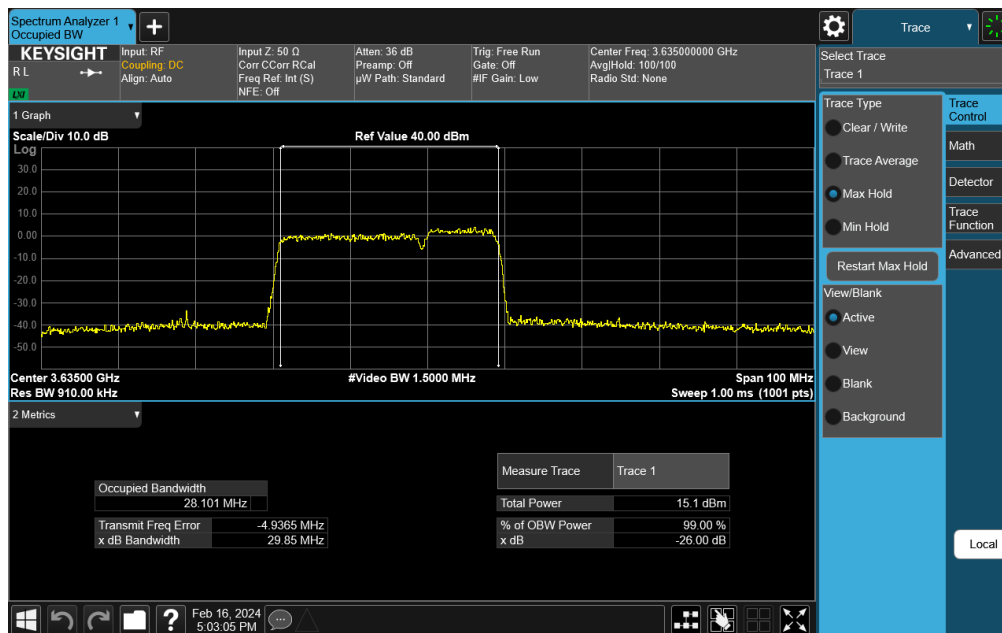 Spectrum Analyzer 1
Occupied BW
Trace
KEYSIGHT
R L
LXI
Input: RF
Coupling: DC
Align: Auto
Input Z: 50 Ω
Corr CCorr RCal
Freq Ref: Int (S)
NFE: Off
Atten: 36 dB
Preamp: Off
µW Path: Standard
Trig: Free Run
Gate: Off
#IF Gain: Low
Center Freq: 3.635000000 GHz
Avg|Hold: 100/100
Radio Std: None
Select Trace
Trace 1
1 Graph
Scale/Div 10.0 dB
Ref Value 40.00 dBm
Log
30.0
20.0
10.0
0.00
-10.0
-20.0
-30.0
-40.0
-50.0
Center 3.63500 GHz
#Video BW 1.5000 MHz
Span 100 MHz
Res BW 910.00 kHz
Sweep 1.00 ms (1001 pts)
Trace Type
Clear / Write
Trace Average
Max Hold
Min Hold
Restart Max Hold
View/Blank
Active
View
Blank
Background
Trace
Control
Math
Detector
Trace
Function
Advanced
2 Metrics
Occupied Bandwidth
28.101 MHz
Transmit Freq Error -4.9365 MHz
x dB Bandwidth 29.85 MHz
Measure Trace Trace 1
Total Power 15.1 dBm
% of OBW Power 99.00 %
x dB -26.00 dB
Local
?
Feb 16, 2024
5:03:05 PM